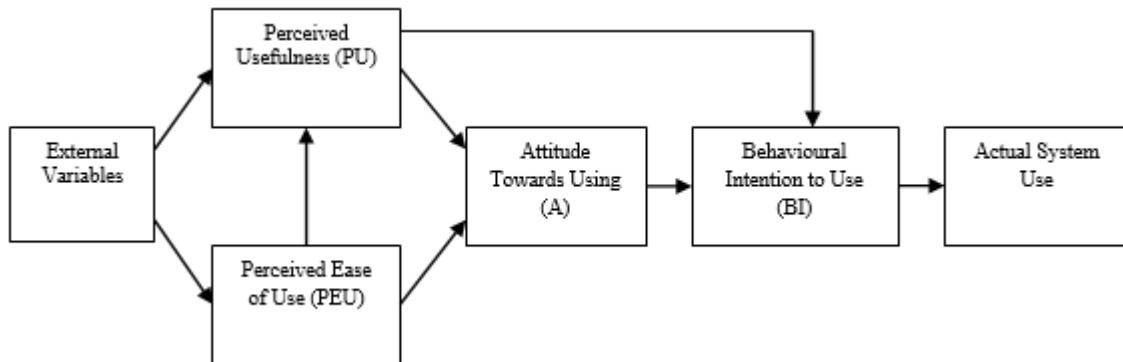 Perceived
Usefulness (PU)
External
Variables
Attitude
Towards Using
(A)
Behavioural
Intention to Use
(BI)
Actual System
Use
Perceived Ease
of Use (PEU)